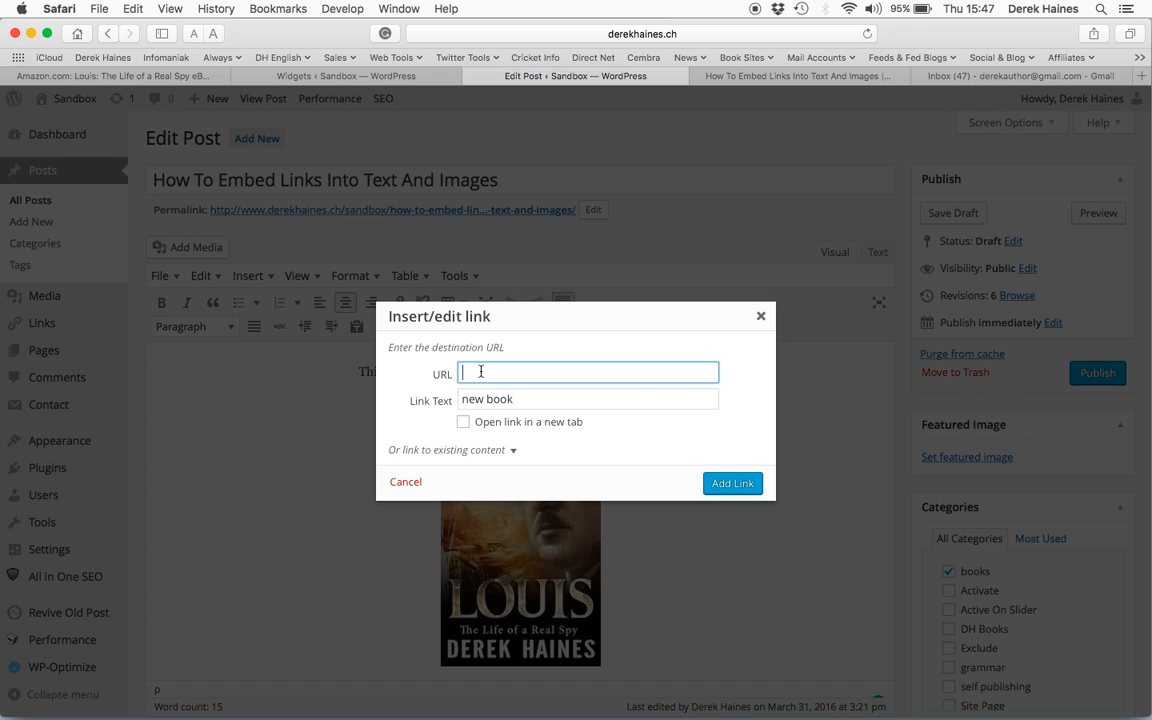 Safari File Edit View History Bookmarks Develop Window Help 95% Thu 15:47 Derek Haines
A A derekhaines.ch
iCloud Derek Haines Infomaniak Always DH English Sales Web Tools Twitter Tools Cricket Info Direct Net Cembra News Book Sites Mail Accounts Feeds & Fed Blogs Social & Blog Affiliates
Amazon.com: Louis: The Life of a Real Spy eB... Widgets ‹ Sandbox — WordPress Edit Post ‹ Sandbox — WordPress How To Embed Links Into Text And Images |... Inbox (47) - derekauthor@gmail.com - Gmail
Sandbox 1 New View Post Performance SEO Howdy, Derek Haines
Dashboard
Posts
All Posts
Add New
Categories
Tags
Media
Links
Pages
Comments
Contact
Appearance
Plugins
Users
Tools
Settings
All in One SEO
Revive Old Post
Performance
WP-Optimize
Collapse menu
Screen Options Help
Edit Post Add New
How To Embed Links Into Text And Images
Permalink: http://www.derekhaines.ch/sandbox/how-to-embed-lin...-text-and-images/ Edit
Add Media Visual Text
File Edit Insert View Format Table Tools
B I
Paragraph ABC
Insert/edit link
Enter the destination URL
URL
Link Text new book
Open link in a new tab
Or link to existing content
Cancel Add Link
LOUIS
The Life of a Real Spy
DEREK HAINES
p
Word count: 15 Last edited by Derek Haines on March 31, 2016 at 3:21 pm
Publish
Save Draft Preview
Status: Draft Edit
Visibility: Public Edit
Revisions: 6 Browse
Publish immediately Edit
Purge from cache
Move to Trash Publish
Featured Image
Set featured image
Categories
All Categories Most Used
books
Activate
Active On Slider
DH Books
Exclude
grammar
self publishing
Site Page